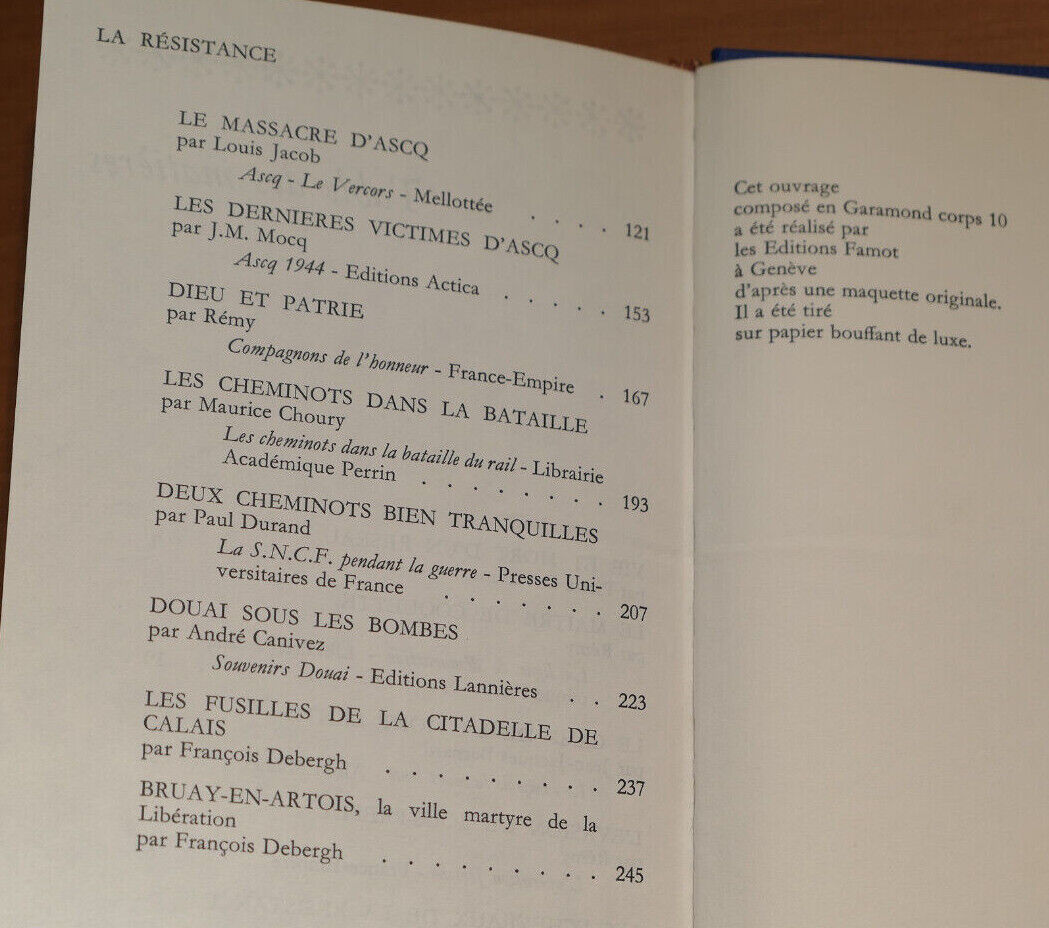 LA RÉSISTANCE
LE MASSACRE D'ASCQ
par Louis Jacob
Ascq - Le Vercors - Mellottée . . . . 121
LES DERNIERES VICTIMES D'ASCQ
par J.M. Mocq
Ascq 1944 - Editions Actica . . . . . . 153
DIEU ET PATRIE
par Rémy
Compagnons de l'honneur - France-Empire . 167
LES CHEMINOTS DANS LA BATAILLE
par Maurice Choury
Les cheminots dans la bataille du rail - Librairie
Académique Perrin . . . . . . . 193
DEUX CHEMINOTS BIEN TRANQUILLES
par Paul Durand
La S.N.C.F. pendant la guerre - Presses Uni-
versitaires de France . . . . . . . 207
DOUAI SOUS LES BOMBES
par André Canivez
Souvenirs Douai - Editions Lannières . . 223
LES FUSILLES DE LA CITADELLE DE
CALAIS
par François Debergh . . . . . . . . . 237
BRUAY-EN-ARTOIS, la ville martyre de la
Libération
par François Debergh . . . . . . . . . 245
Cet ouvrage
composé en Garamond corps 10
a été réalisé par
les Editions Famot
à Genève
d'après une maquette originale.
Il a été tiré
sur papier bouffant de luxe.